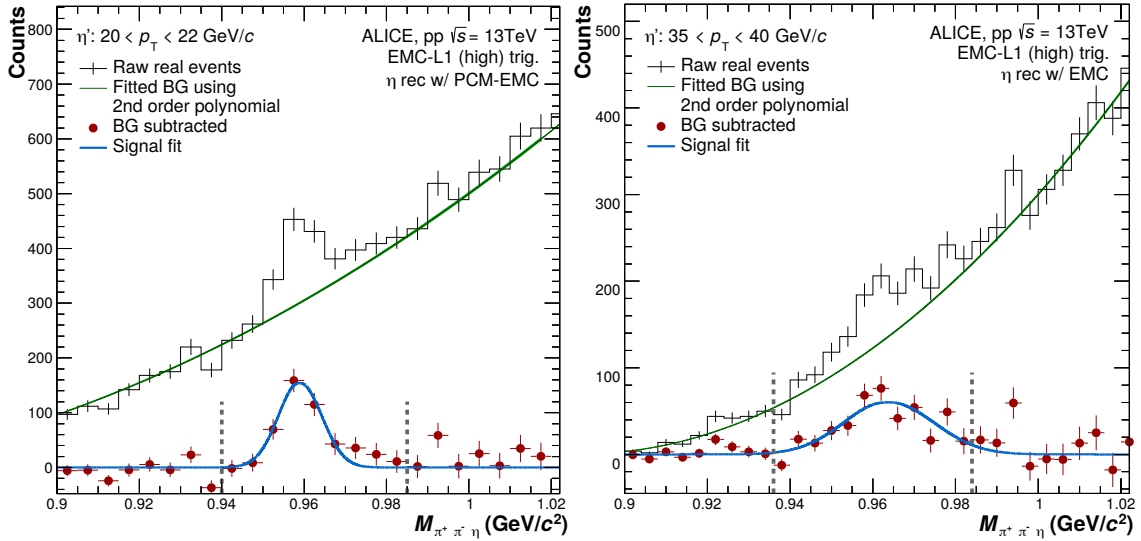 Counts
800
700
600
500
400
300
200
100
0
η': 20 < pT < 22 GeV/c
Raw real events
Fitted BG using
2nd order polynomial
BG subtracted
Signal fit
ALICE, pp √s = 13TeV
EMC-L1 (high) trig.
η rec w/ PCM-EMC
0.9 0.92 0.94 0.96 0.98 1 1.02
Mπ+ π- η (GeV/c²)
Counts
500
400
300
200
100
0
η': 35 < pT < 40 GeV/c
Raw real events
Fitted BG using
2nd order polynomial
BG subtracted
Signal fit
ALICE, pp √s = 13TeV
EMC-L1 (high) trig.
η rec w/ EMC
0.9 0.92 0.94 0.96 0.98 1 1.02
Mπ+ π- η (GeV/c²)